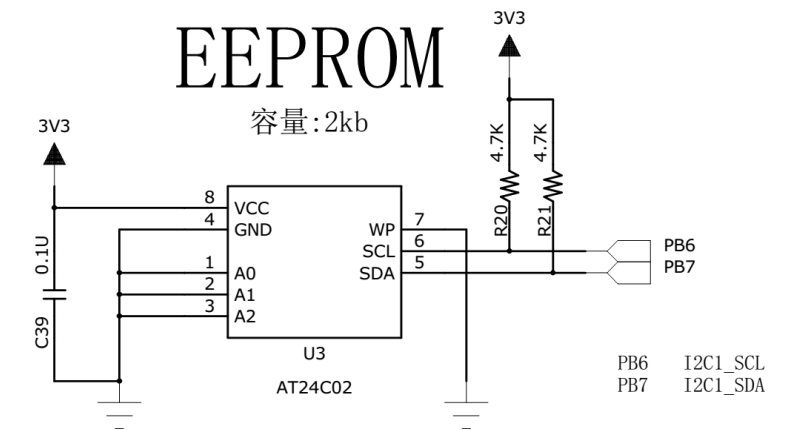 3V3
EEPROM
容量:2kb
3V3
4.7K
4.7K
8
VCC
4
GND
WP
7
R20
R21
SCL
6
PB6
0.1U
1
A0
SDA
5
PB7
2
A1
3
A2
C39
U3
AT24C02
PB6 I2C1_SCL
PB7 I2C1_SDA